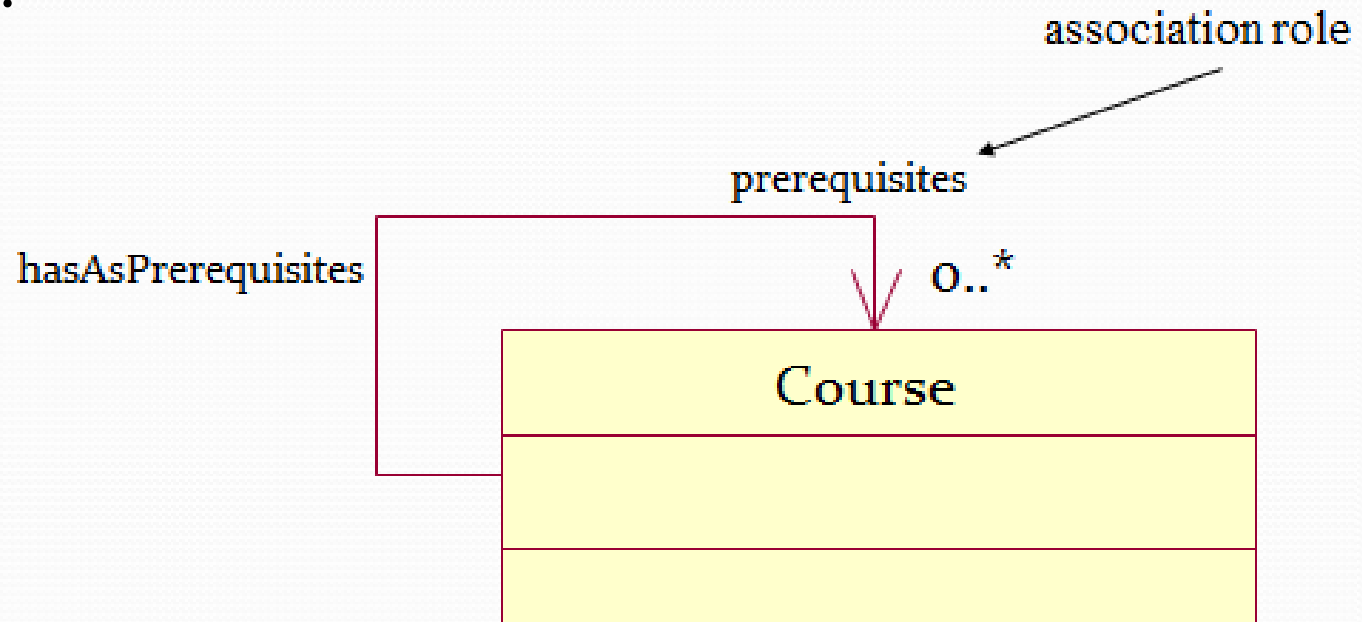 association role
prerequisites
hasAsPrerequisites
0..*
Course